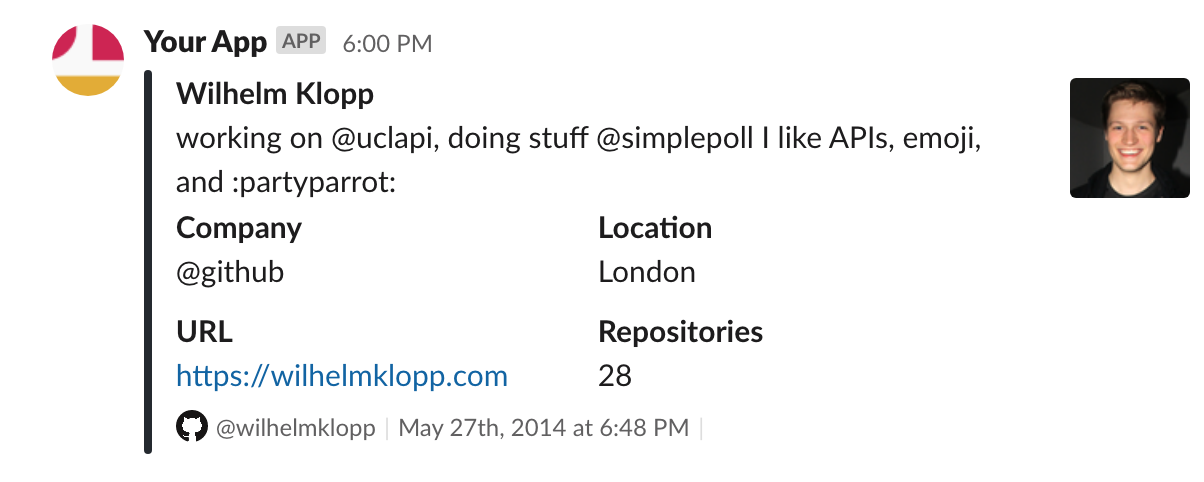 Your App APP 6:00 PM
Wilhelm Klopp
working on @uclapi, doing stuff @simplepoll I like APIs, emoji,
and :partyparrot:
Company Location
@github London
URL Repositories
https://wilhelmklopp.com 28
@wilhelmklopp | May 27th, 2014 at 6:48 PM |